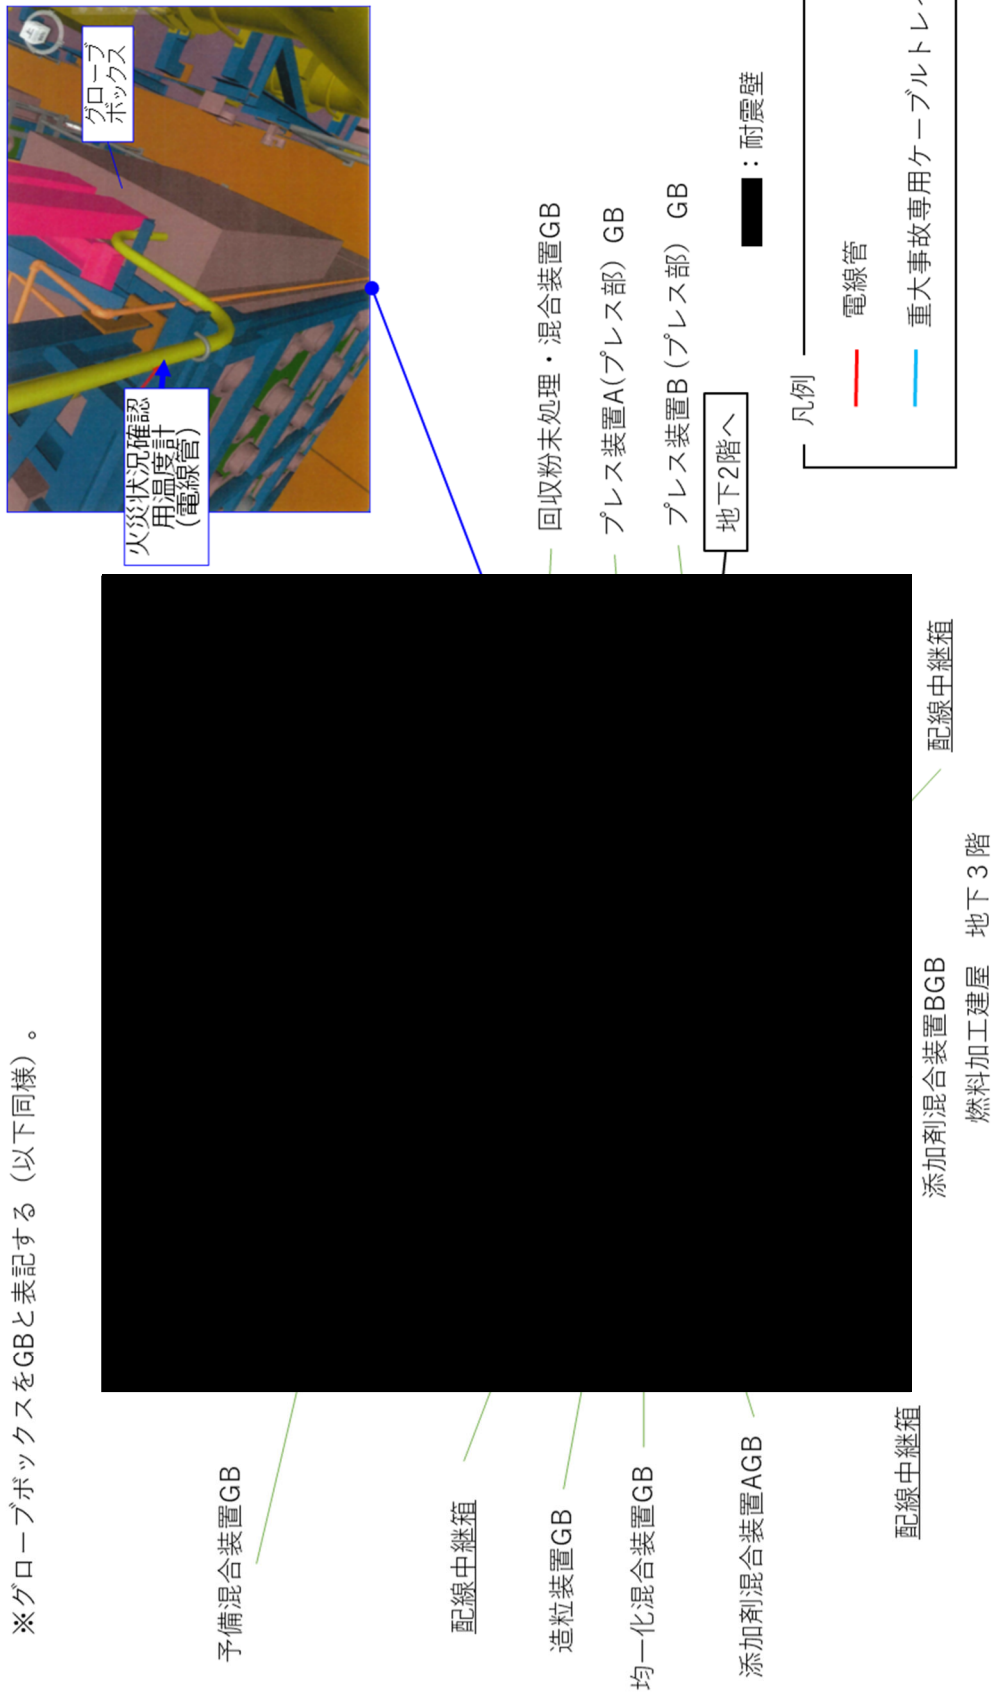 ※グローブボックスをGBと表記する（以下同様）。
グローブ
ボックス
火災状況確認
用温度計
(電線管)
予備混合装置GB
配線中継箱
造粒装置GB
均一化混合装置GB
添加剤混合装置AGB
配線中継箱
回収粉末処理・混合装置GB
プレス装置A(プレス部）GB
プレス装置B（プレス部） GB
地下2階へ
：耐震壁
配線中継箱
添加剤混合装置BGB
燃料加工建屋　地下３階
凡例
電線管
重大事故専用ケーブルトレ